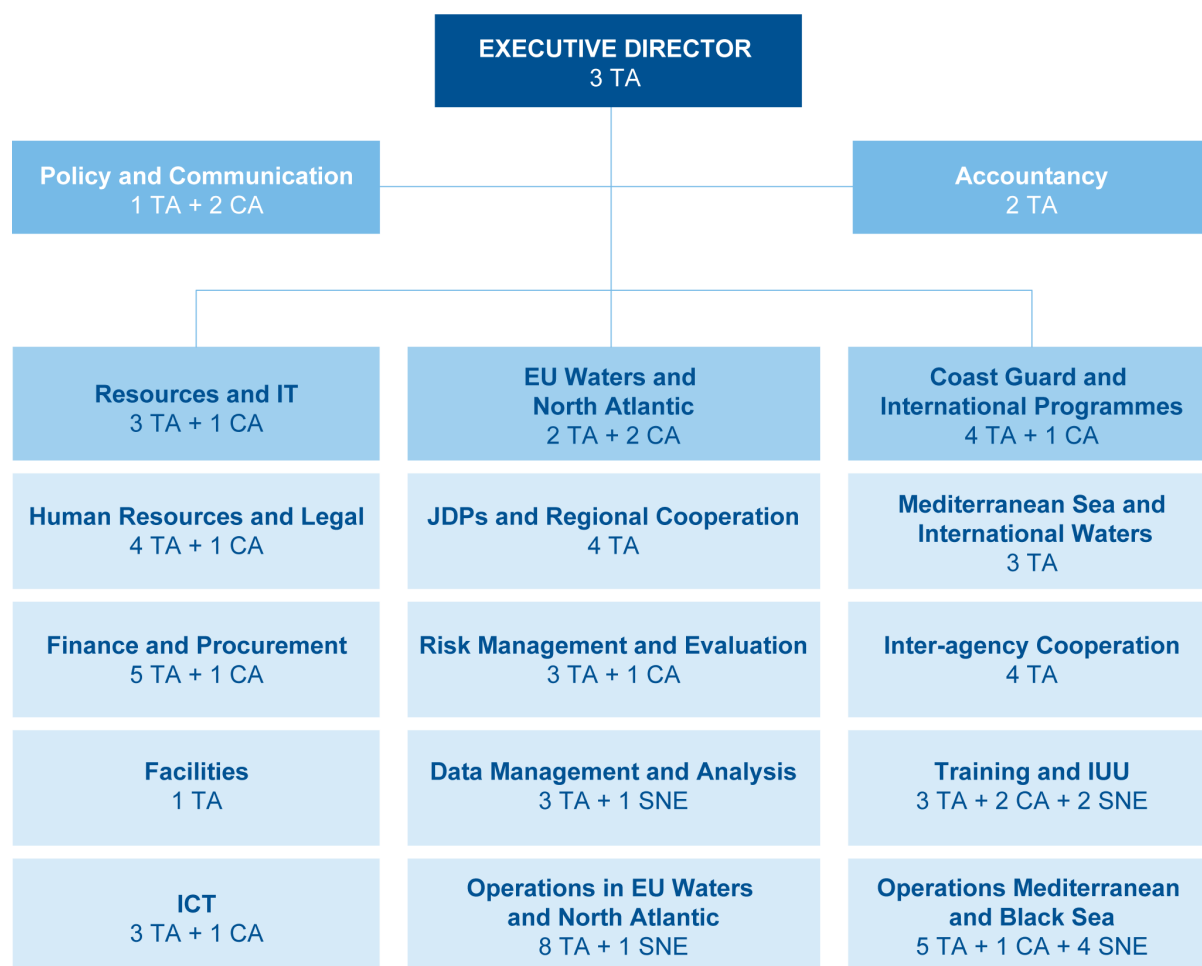 EXECUTIVE DIRECTOR
3 TA
Policy and Communication
1 TA + 2 CA
Accountancy
2 TA
Resources and IT
3 TA + 1 CA
Human Resources and Legal
4 TA + 1 CA
Finance and Procurement
5 TA + 1 CA
Facilities
1 TA
ICT
3 TA + 1 CA
EU Waters and
North Atlantic
2 TA + 2 CA
JDPs and Regional Cooperation
4 TA
Risk Management and Evaluation
3 TA + 1 CA
Data Management and Analysis
3 TA + 1 SNE
Operations in EU Waters
and North Atlantic
8 TA + 1 SNE
Coast Guard and
International Programmes
4 TA + 1 CA
Mediterranean Sea and
International Waters
3 TA
Inter-agency Cooperation
4 TA
Training and IUU
3 TA + 2 CA + 2 SNE
Operations Mediterranean
and Black Sea
5 TA + 1 CA + 4 SNE